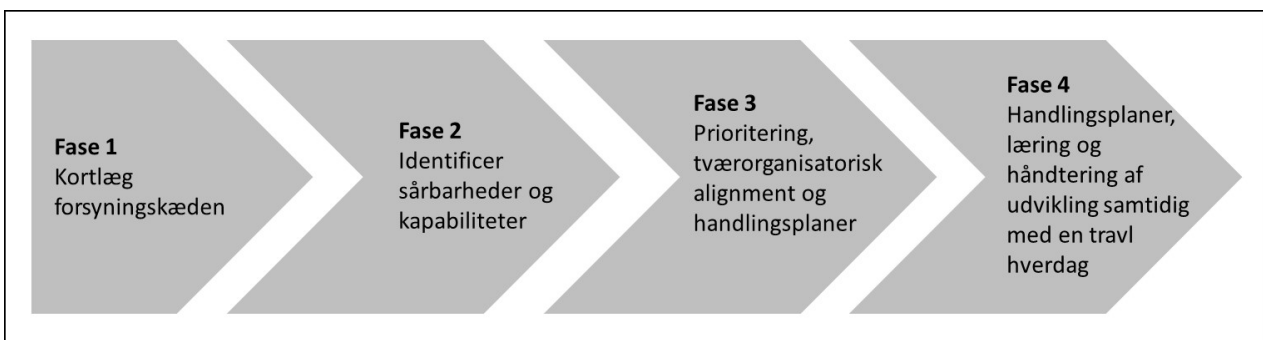 Fase 1
Kortlæg
forsyningskæden
Fase 2
Identificer
sårbarheder og
kapabiliteter
Fase 3
Prioritering,
tværorganisatorisk
alignment og
handlingsplaner
Fase 4
Handlingsplaner,
læring og
håndtering af
udvikling samtidig
med en travl
hverdag